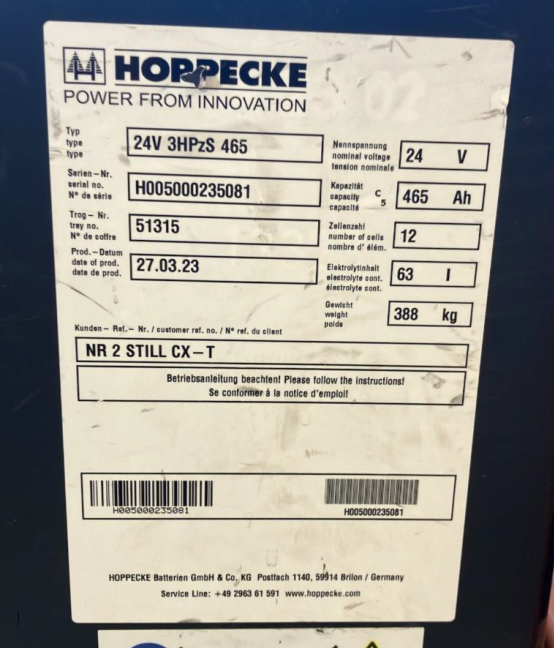 HOPPECKE
POWER FROM INNOVATION
Typ
type
type
24V 3HPzS 465
Nennspannung
nominal voltage
tension nominale
24 V
Serien-Nr.
serial no.
N° de série
H005000235081
Kapazität
capacity
capacité
C 5
465 Ah
Trog-Nr.
tray no.
N° de coffre
51315
Zellenzahl
number of cells
nombre d' élém.
12
Prod.-Datum
date of prod.
date de prod.
27.03.23
Elektrolytinhalt
electrolyte cont.
électrolyte cont.
63 l
Gewicht
weight
poids
388 kg
Kunden - Ref.- Nr. / customer ref. no. / N° ref. du client
NR 2 STILL CX-T
Betriebsanleitung beachten! Please follow the instructions!
Se conformer à la notice d'emploi!
H005000235081
H005000235081
HOPPECKE Batterien GmbH & Co. KG Postfach 1140, 59914 Brilon / Germany
Service Line: +49 2963 61 591 www.hoppecke.com